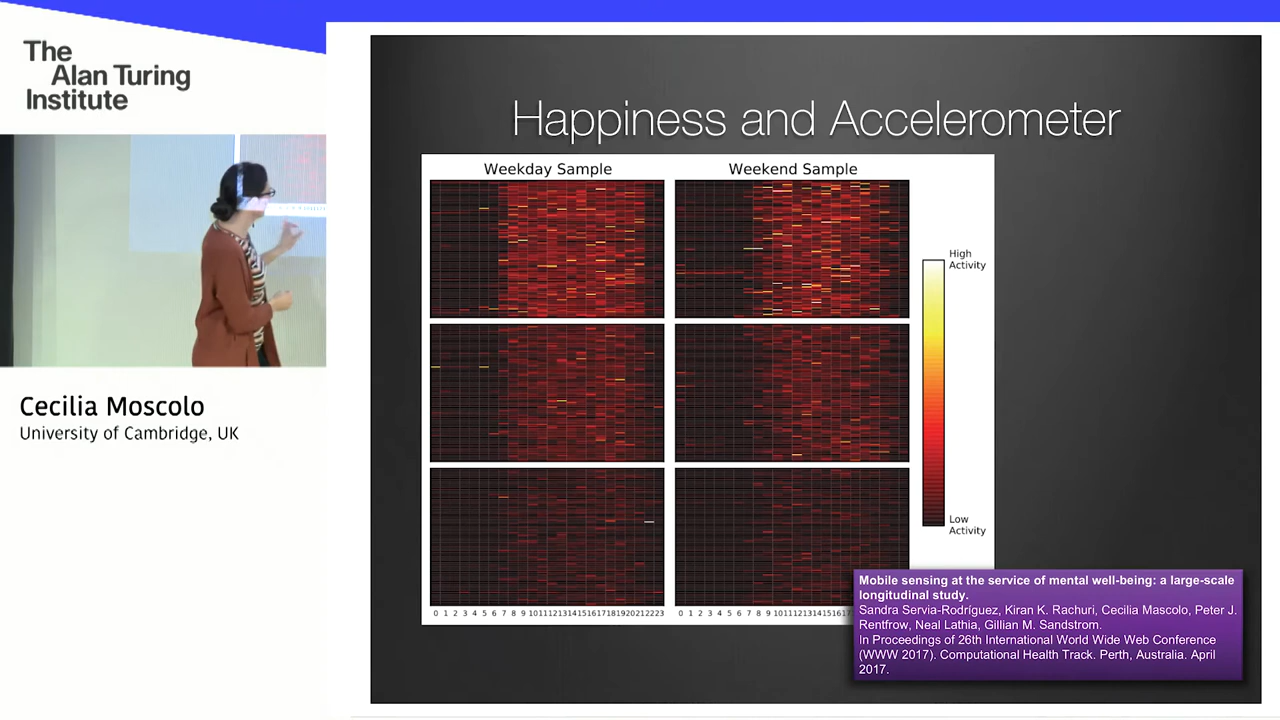 The
Alan Turing
Institute
Cecilia Moscolo
University of Cambridge, UK
Happiness and Accelerometer
Weekday Sample
Weekend Sample
High
Activity
Low
Activity
0 1 2 3 4 5 6 7 8 9 1011121314151617181920212223
0 1 2 3 4 5 6 7 8 9 1011121314151617
Mobile sensing at the service of mental well-being: a large-scale
longitudinal study.
Sandra Servia-Rodríguez, Kiran K. Rachuri, Cecilia Mascolo, Peter J.
Rentfrow, Neal Lathia, Gillian M. Sandstrom.
In Proceedings of 26th International World Wide Web Conference
(WWW 2017). Computational Health Track. Perth, Australia. April
2017.